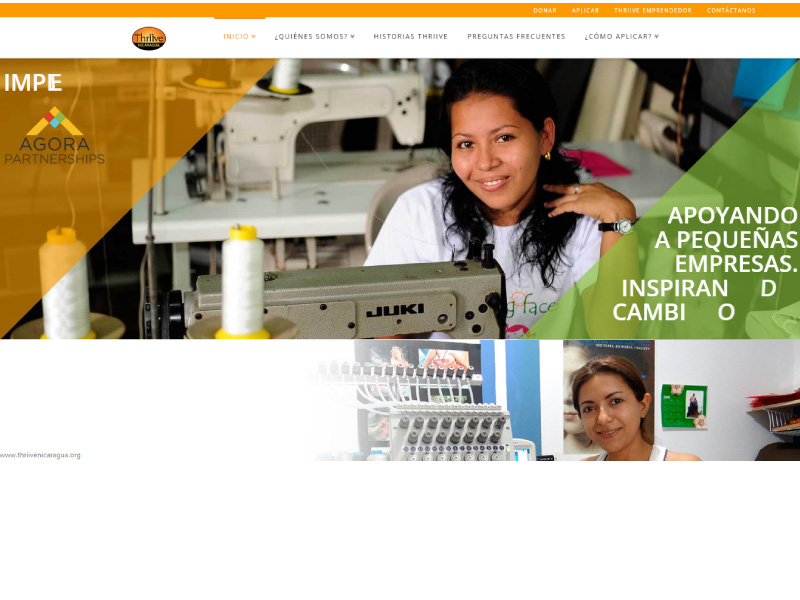 DONAR APLICAR THRIIVE EMPRENDEDOR CONTÁCTANOS
Thriive
NICARAGUA
INICIO ¿QUIÉNES SOMOS? HISTORIAS THRIIVE PREGUNTAS FRECUENTES ¿CÓMO APLICAR?
AGORA
PARTNERSHIPS
JUKI
APOYANDO
A PEQUEÑAS
EMPRESAS.
INSPIRAN D
CAMBI O
www.thriivenicaragua.org